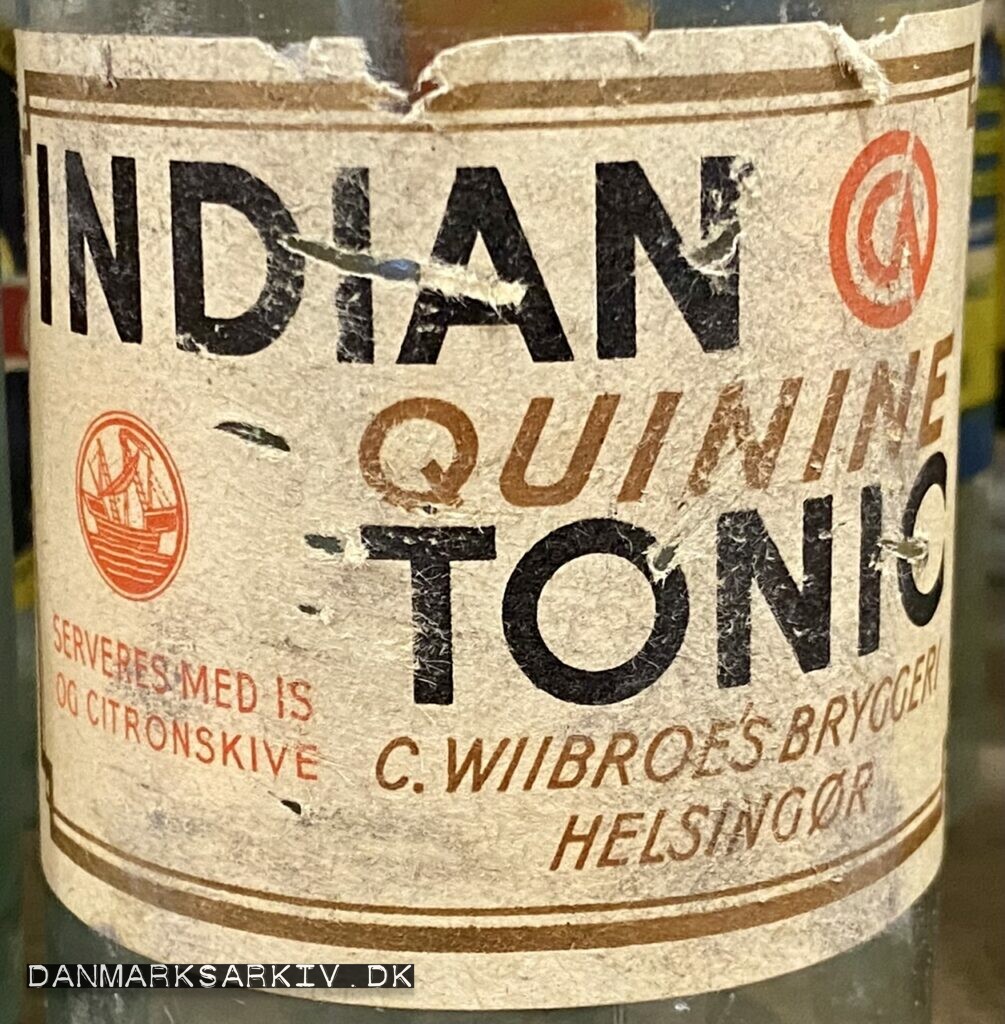 INDIAN
QUININE
TONIC
SERVERES MED IS
OG CITRONSKIVE
C. WIIBROE'S BRYGGERI
HELSINGØR
DANMARKSARKIV.DK